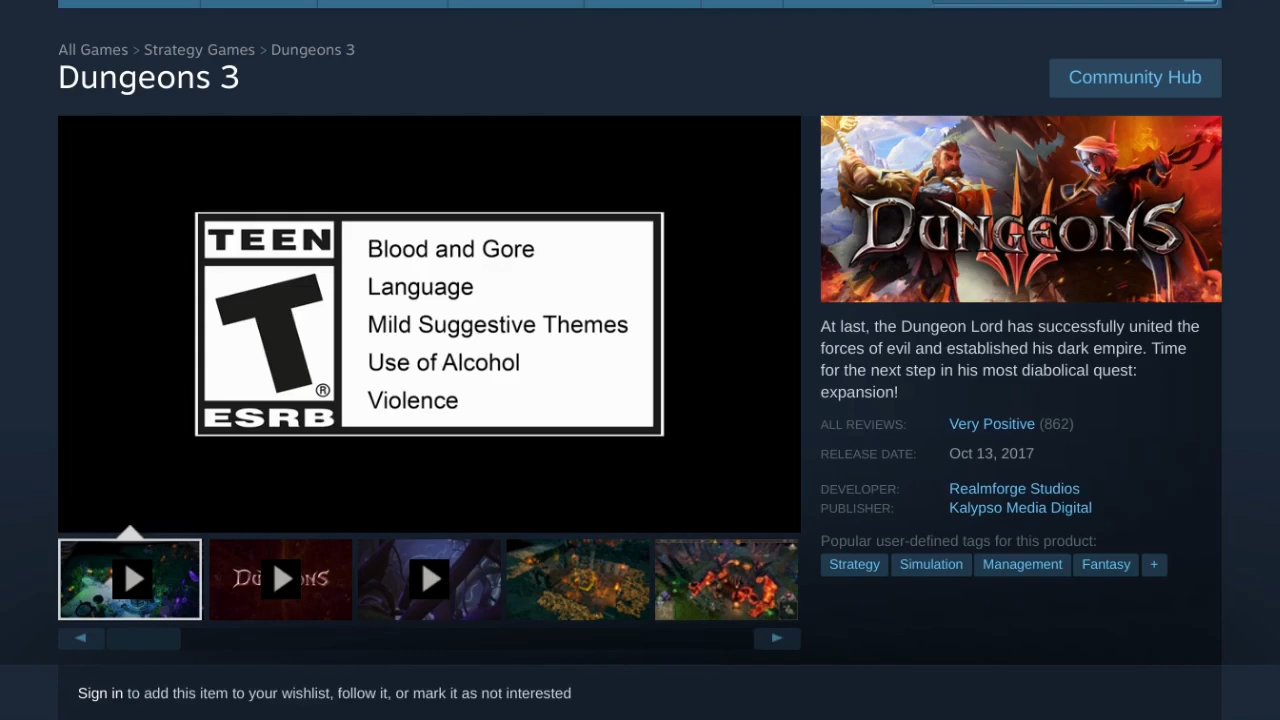 All Games > Strategy Games > Dungeons 3
Dungeons 3
Community Hub
TEEN
T
®
ESRB
Blood and Gore
Language
Mild Suggestive Themes
Use of Alcohol
Violence
DUNGEONS
At last, the Dungeon Lord has successfully united the
forces of evil and established his dark empire. Time
for the next step in his most diabolical quest:
expansion!
ALL REVIEWS: Very Positive (862)
RELEASE DATE: Oct 13, 2017
DEVELOPER: Realmforge Studios
PUBLISHER: Kalypso Media Digital
Popular user-defined tags for this product:
Strategy Simulation Management Fantasy +
Sign in to add this item to your wishlist, follow it, or mark it as not interested